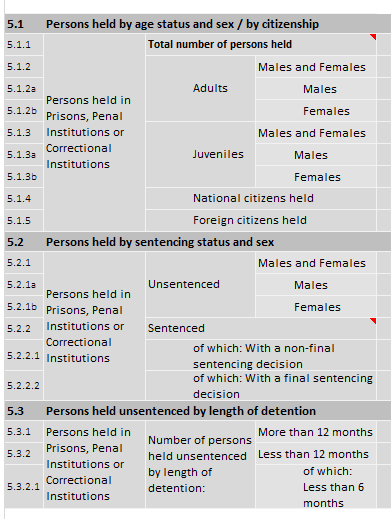 5.1 Persons held by age status and sex / by citizenship
5.1.1 Total number of persons held
5.1.2 Males and Females
5.1.2a Adults Males
5.1.2b Females
Persons held in
Prisons, Penal
Institutions or
Correctional
Institutions
5.1.3 Males and Females
5.1.3a Juveniles Males
5.1.3b Females
5.1.4 National citizens held
5.1.5 Foreign citizens held
5.2 Persons held by sentencing status and sex
5.2.1 Males and Females
5.2.1a Unsentenced Males
5.2.1b Females
Persons held in
Prisons, Penal
Institutions or
Correctional
Institutions
5.2.2 Sentenced
5.2.2.1 of which: With a non-final
sentencing decision
5.2.2.2 of which: With a final sentencing
decision
5.3 Persons held unsentenced by length of detention
5.3.1
5.3.2
5.3.2.1
Persons held in
Prisons, Penal
Institutions or
Correctional
Institutions
Number of persons
held unsentenced
by length of
detention:
More than 12 months
Less than 12 months
of which:
Less than 6
months